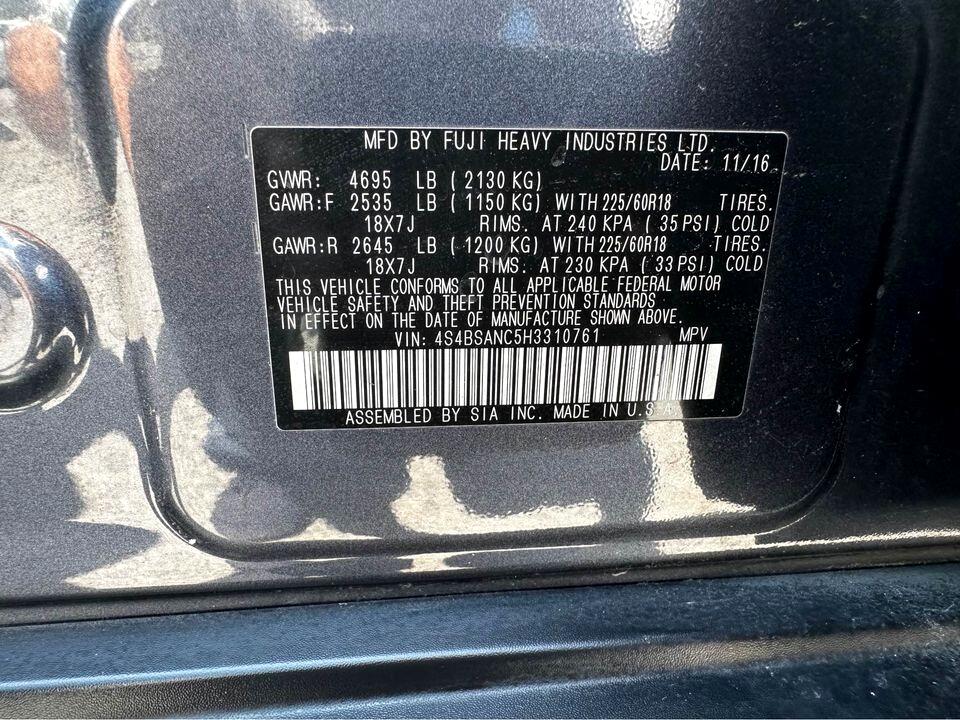 MFD BY FUJI HEAVY INDUSTRIES LTD.
DATE: 11/16
GVWR: 4695 LB ( 2130 KG)
GAWR:F 2535 LB ( 1150 KG) WITH 225/60R18 TIRES.
18X7J RIMS. AT 240 KPA ( 35 PSI) COLD
GAWR:R 2645 LB ( 1200 KG) WITH 225/60R18 TIRES.
18X7J RIMS. AT 230 KPA ( 33 PSI) COLD
THIS VEHICLE CONFORMS TO ALL APPLICABLE FEDERAL MOTOR
VEHICLE SAFETY AND THEFT PREVENTION STANDARDS
IN EFFECT ON THE DATE OF MANUFACTURE SHOWN ABOVE.
VIN: 4S4BSANC5H3310761 MPV
ASSEMBLED BY SIA INC. MADE IN U.S.A.